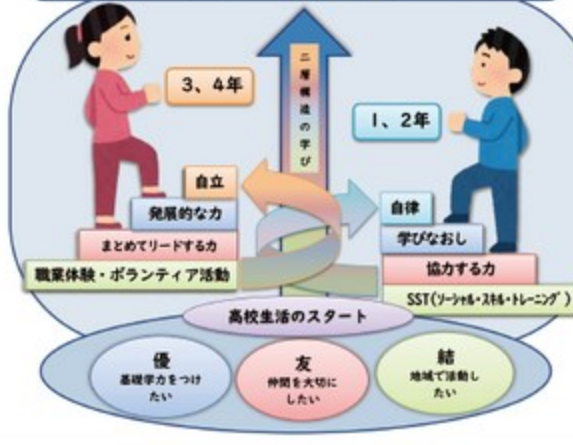 二層構造の学び
3、4年
1、2年
自立
発展的な力
まとめてリードする力
職業体験・ボランティア活動
自律
学びなおし
協力する力
SST(ソーシャル・スキル・トレーニング)
高校生活のスタート
優
基礎学力をつけ
たい
友
仲間を大切に
したい
結
地域で活動し
たい